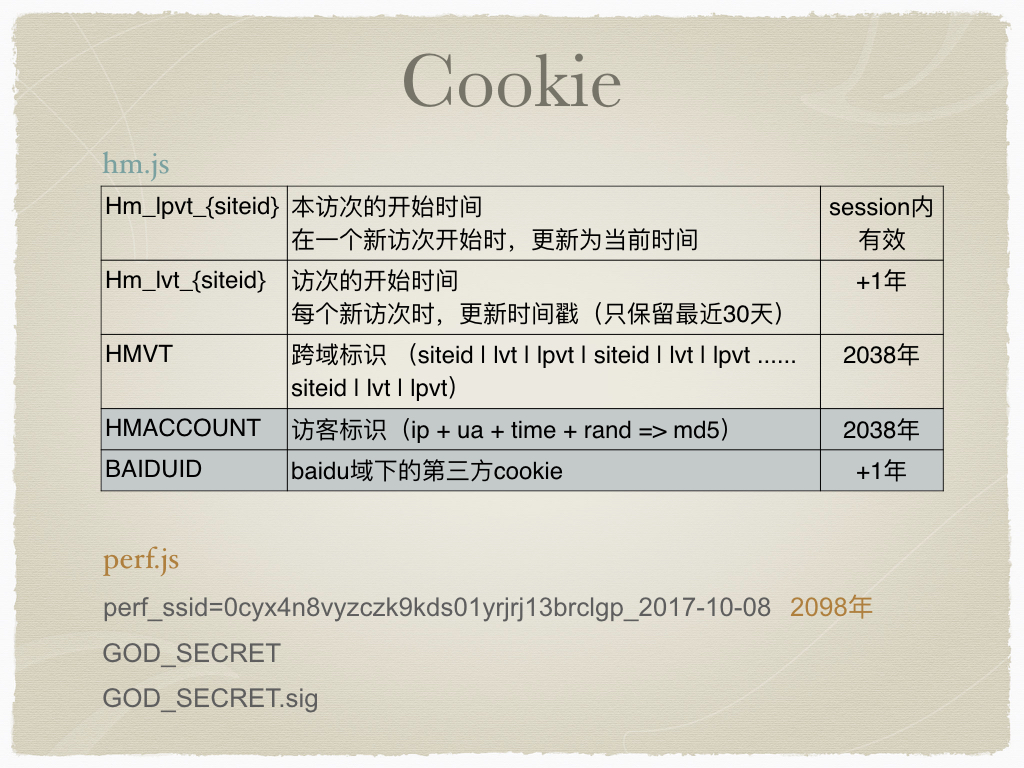 Cookie
hm.js
Hm_lpvt_{siteid} 本访次的开始时间 session内
在一个新访次开始时，更新为当前时间 有效
Hm_lvt_{siteid} 访次的开始时间 +1年
每个新访次时，更新时间戳（只保留最近30天）
HMVT 跨域标识 （siteid | lvt | lpvt | siteid | lvt | lpvt ...... 2038年
siteid | lvt | lpvt）
HMACCOUNT 访客标识（ip + ua + time + rand => md5） 2038年
BAIDUID baidu域下的第三方cookie +1年
perf.js
perf_ssid=0cyx4n8vyzczk9kds01yrjrj13brclgp_2017-10-08 2098年
GOD_SECRET
GOD_SECRET.sig